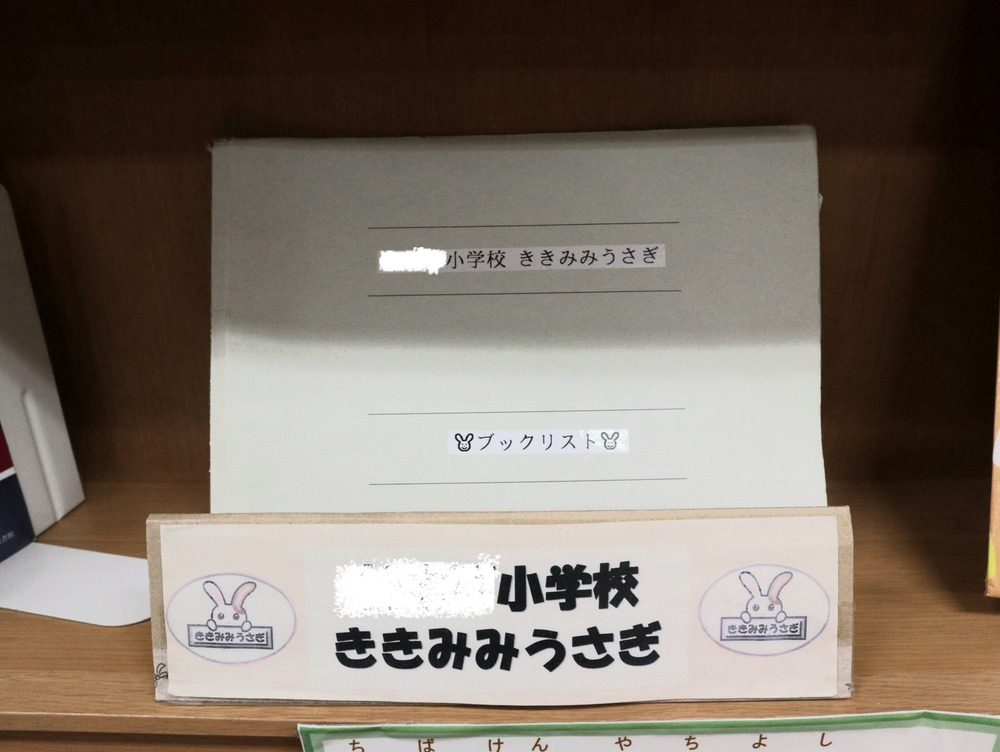 小学校 ききみみうさぎ
ブックリスト
小学校
ききみみうさぎ
ききみみうさぎ
ききみみうさぎ
ちばけん やちよし